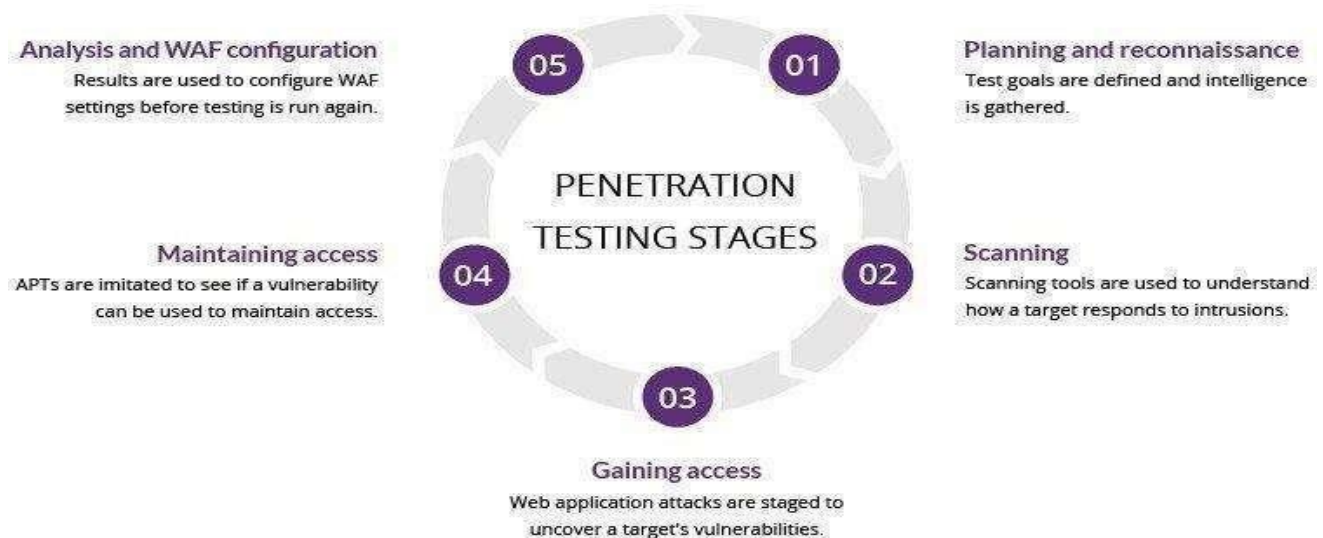 PENETRATION
TESTING STAGES
01
Planning and reconnaissance
Test goals are defined and intelligence
is gathered.
02
Scanning
Scanning tools are used to understand
how a target responds to intrusions.
03
Gaining access
Web application attacks are staged to
uncover a target's vulnerabilities.
04
Maintaining access
APTs are imitated to see if a vulnerability
can be used to maintain access.
05
Analysis and WAF configuration
Results are used to configure WAF
settings before testing is run again.